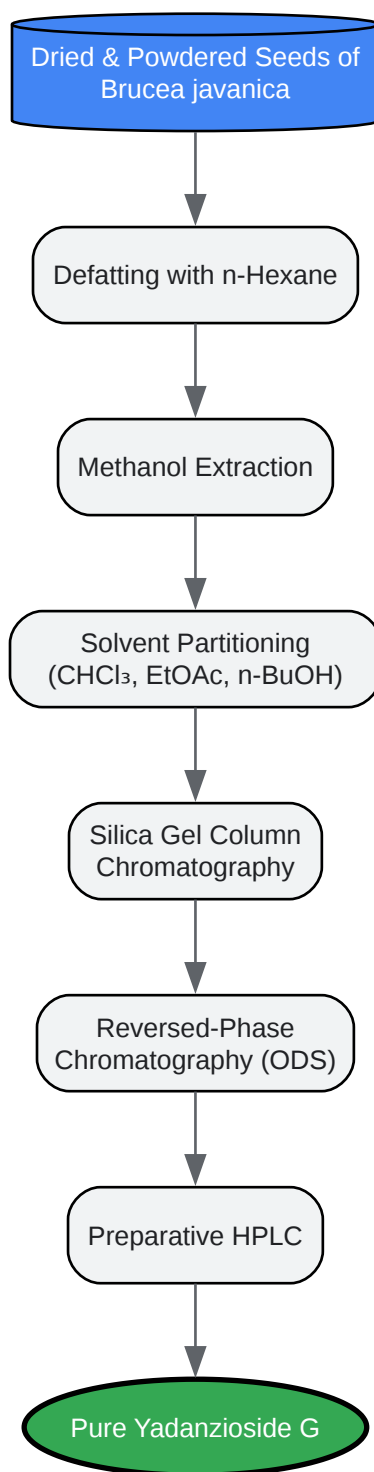 Dried & Powdered Seeds of
Brucea javanica
Defatting with n-Hexane
Methanol Extraction
Solvent Partitioning
(CHCl₃, EtOAc, n-BuOH)
Silica Gel Column
Chromatography
Reversed-Phase
Chromatography (ODS)
Preparative HPLC
Pure Yadanzioside G